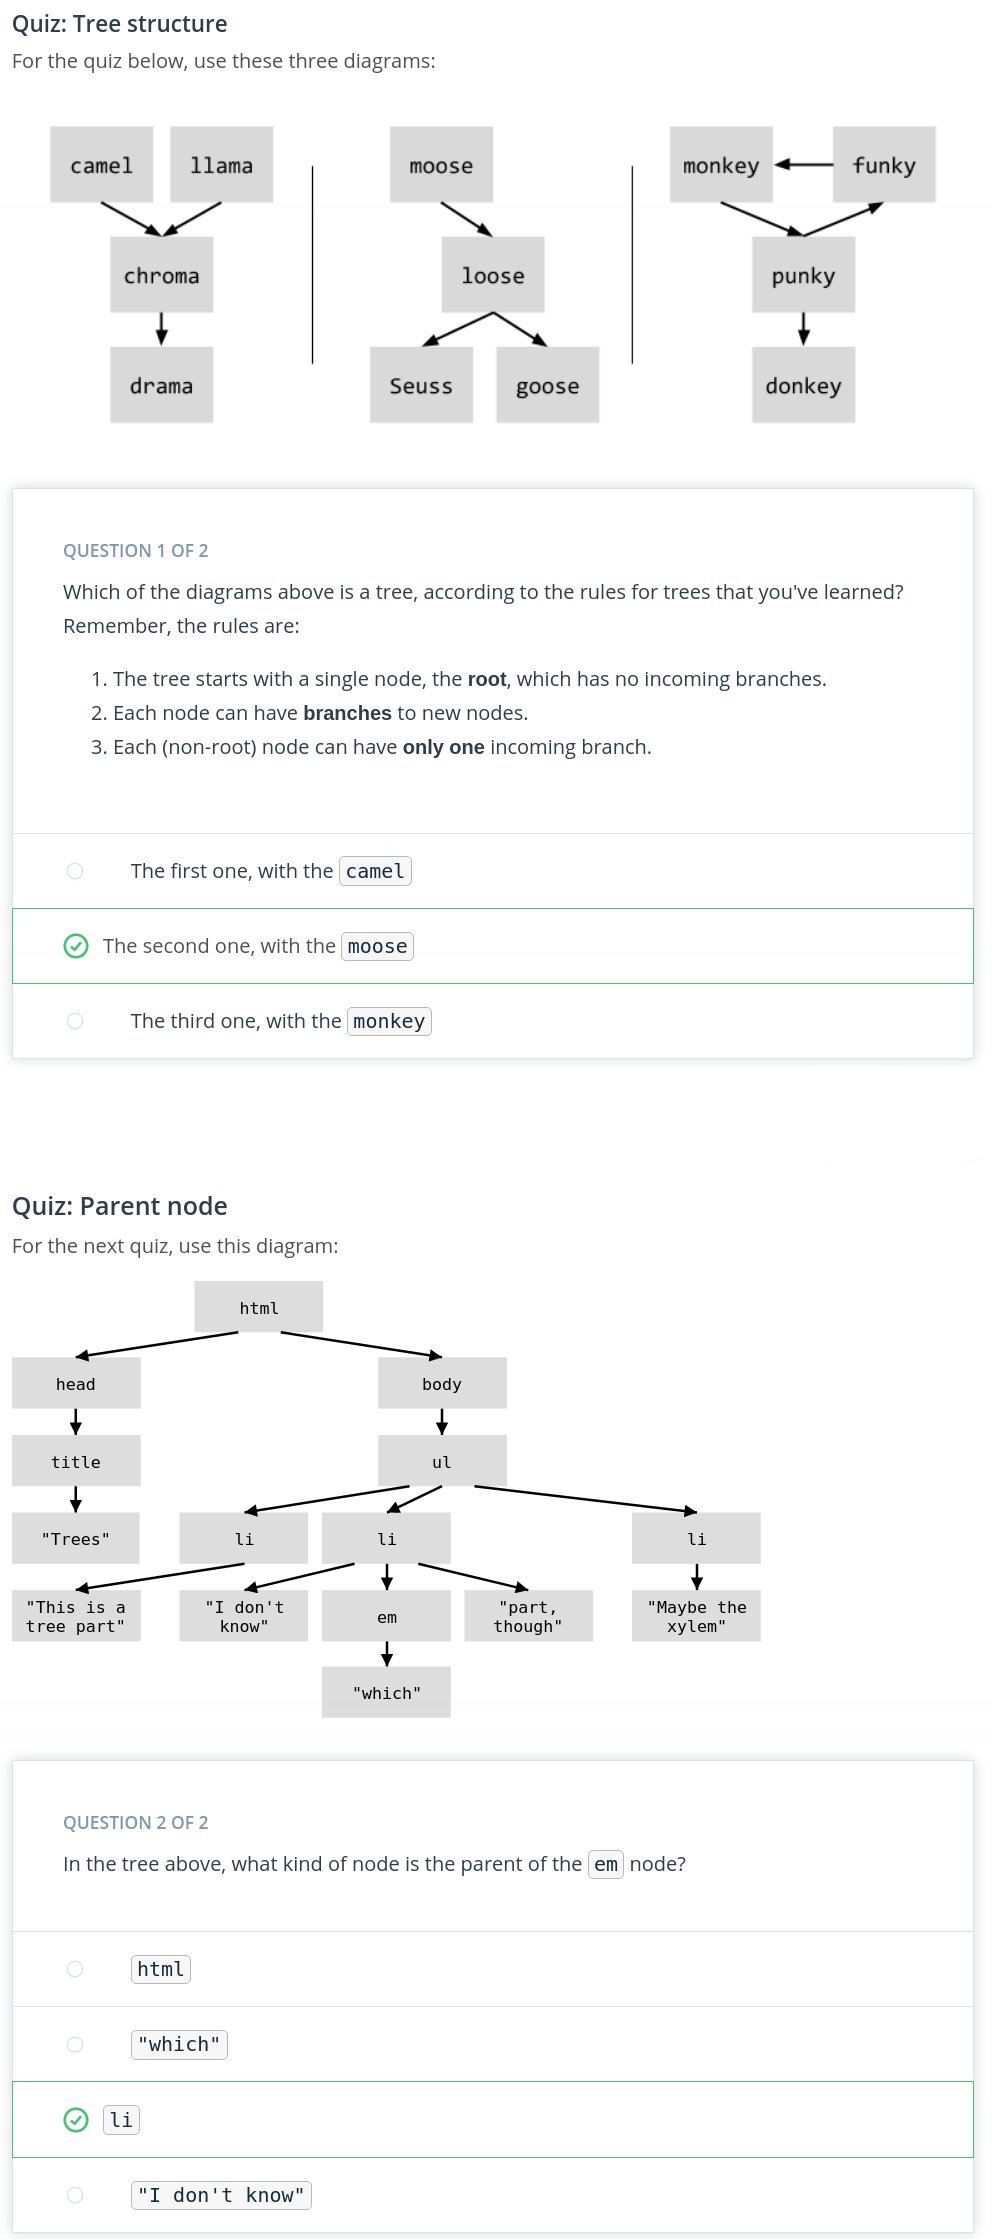 Quiz: Tree structure
For the quiz below, use these three diagrams:
camel
llama
moose
monkey
funky
chroma
loose
punky
drama
Seuss
goose
donkey
QUESTION 1 OF 2
Which of the diagrams above is a tree, according to the rules for trees that you've learned?
Remember, the rules are:
1. The tree starts with a single node, the root, which has no incoming branches.
2. Each node can have branches to new nodes.
3. Each (non-root) node can have only one incoming branch.
The first one, with the camel
The second one, with the moose
The third one, with the monkey
Quiz: Parent node
For the next quiz, use this diagram:
html
head
body
title
ul
"Trees"
li
li
li
"This is a
tree part"
"I don't
know"
em
"part,
though"
"Maybe the
xylem"
"which"
QUESTION 2 OF 2
In the tree above, what kind of node is the parent of the em node?
html
"which"
li
"I don't know"